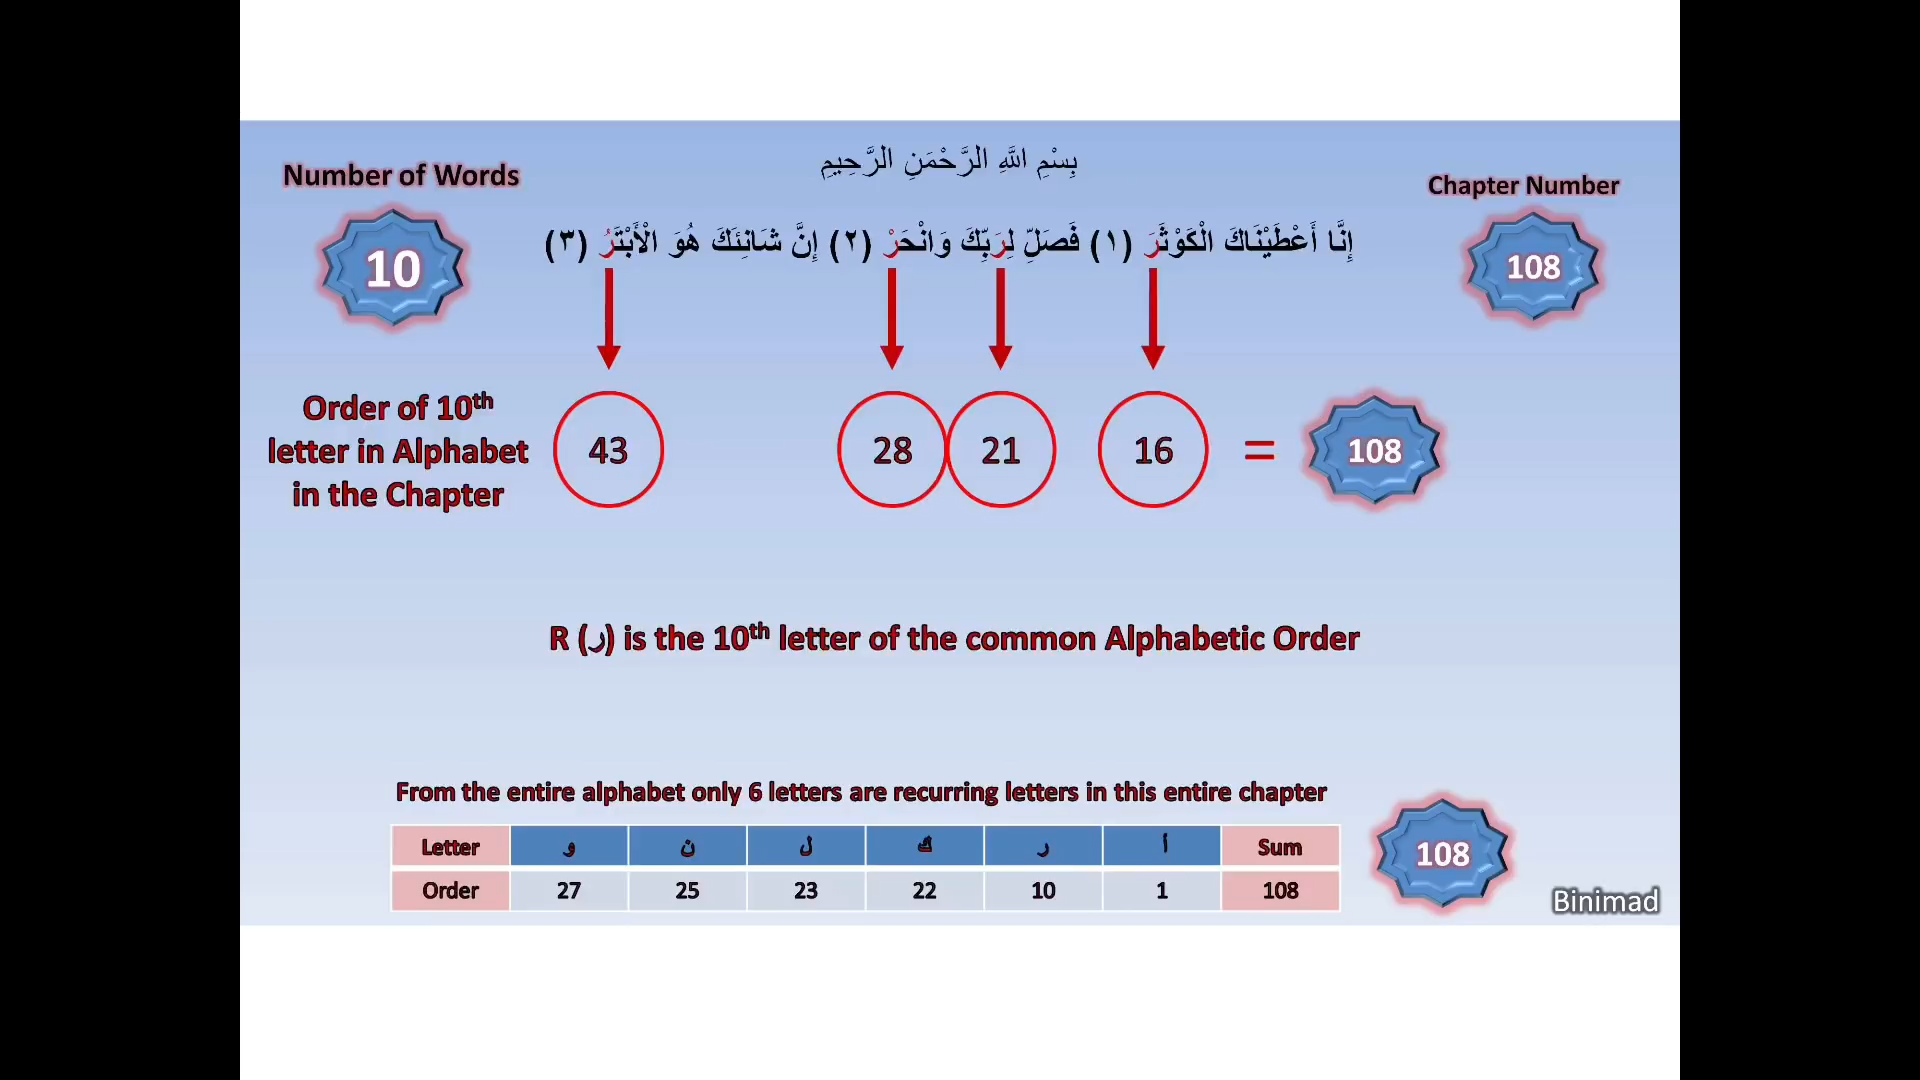 بِسْمِ اللَّهِ الرَّحْمَنِ الرَّحِيمِ
Number of Words
Chapter Number
10
إِنَّا أَعْطَيْنَاكَ الْكَوْثَرَ (١) فَصَلِّ لِرَبِّكَ وَانْحَرْ (٢) إِنَّ شَانِئَكَ هُوَ الْأَبْتَرُ (٣)
108
Order of 10th
letter in Alphabet
in the Chapter
43 28 21 16 = 108
R (ر) is the 10th letter of the common Alphabetic Order
From the entire alphabet only 6 letters are recurring letters in this entire chapter
Letter و ن ل ك ر أ Sum
Order 27 25 23 22 10 1 108
108
Binimad